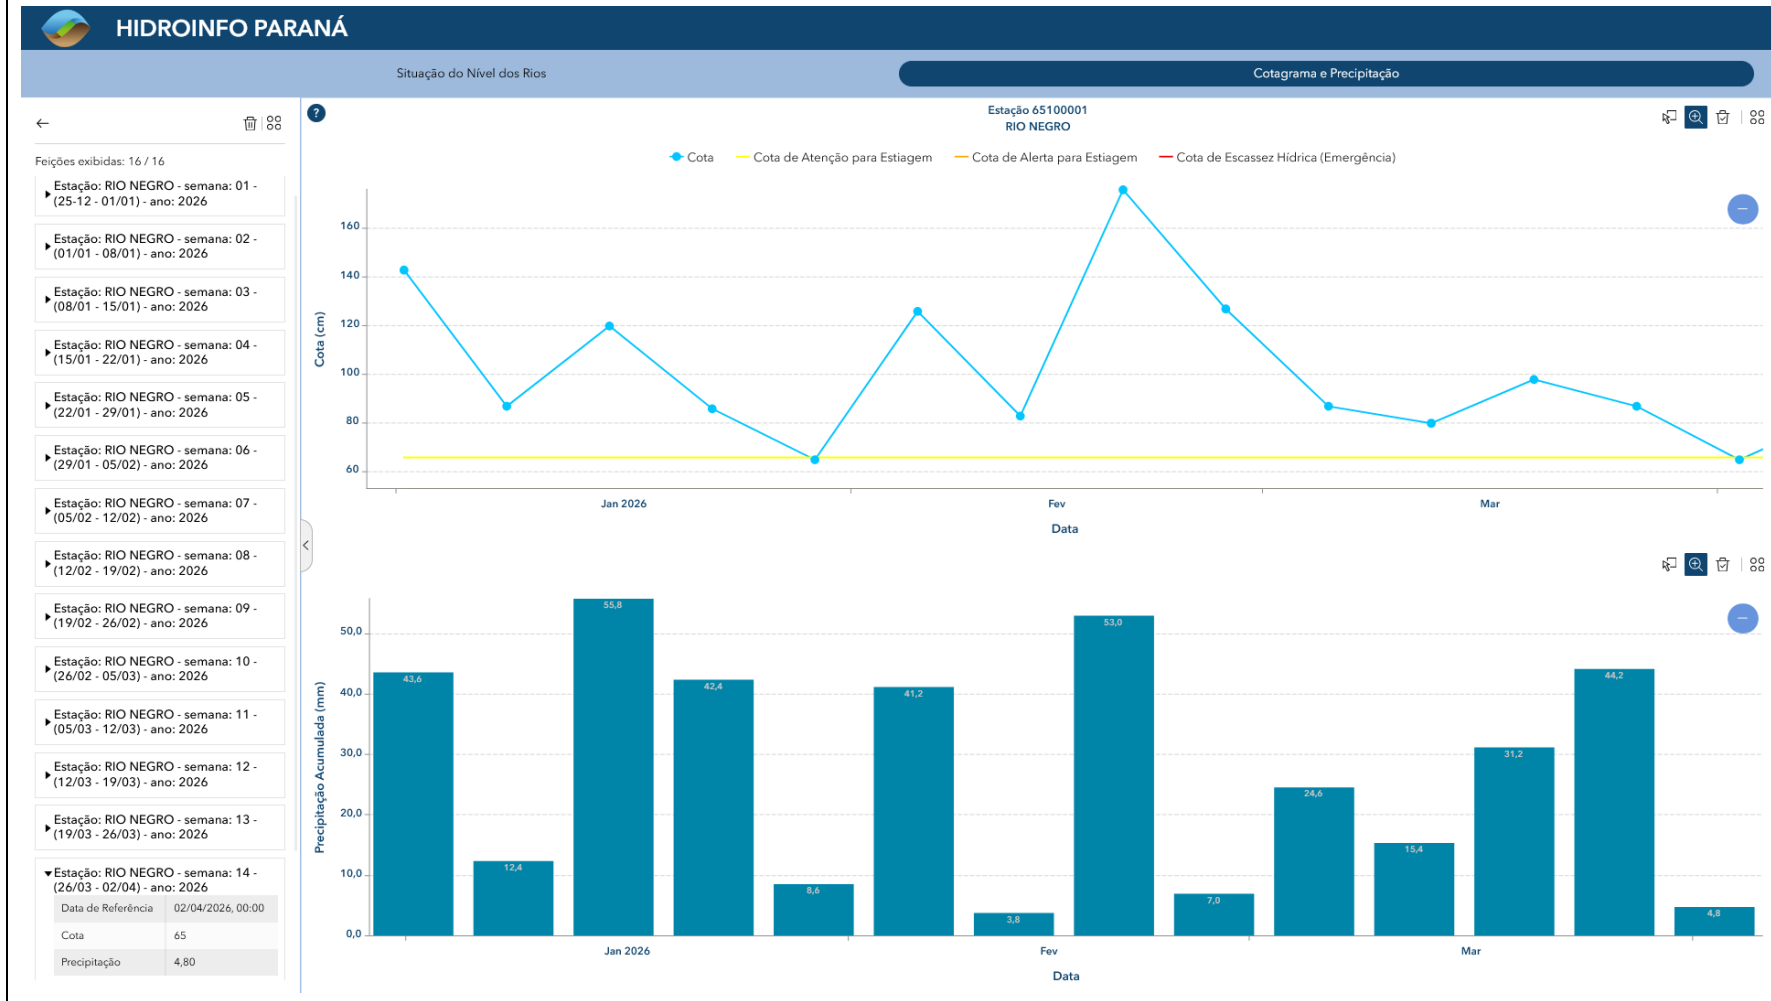 HIDROINFO PARANÁ
Situação do Nível dos Rios
Cotagrama e Precipitação
Feições exibidas: 16 / 16
Estação: RIO NEGRO - semana: 01 -
(25-12 - 01/01) - ano: 2026
Estação: RIO NEGRO - semana: 02 -
(01/01 - 08/01) - ano: 2026
Estação: RIO NEGRO - semana: 03 -
(08/01 - 15/01) - ano: 2026
Estação: RIO NEGRO - semana: 04 -
(15/01 - 22/01) - ano: 2026
Estação: RIO NEGRO - semana: 05 -
(22/01 - 29/01) - ano: 2026
Estação: RIO NEGRO - semana: 06 -
(29/01 - 05/02) - ano: 2026
Estação: RIO NEGRO - semana: 07 -
(05/02 - 12/02) - ano: 2026
Estação: RIO NEGRO - semana: 08 -
(12/02 - 19/02) - ano: 2026
Estação: RIO NEGRO - semana: 09 -
(19/02 - 26/02) - ano: 2026
Estação: RIO NEGRO - semana: 10 -
(26/02 - 05/03) - ano: 2026
Estação: RIO NEGRO - semana: 11 -
(05/03 - 12/03) - ano: 2026
Estação: RIO NEGRO - semana: 12 -
(12/03 - 19/03) - ano: 2026
Estação: RIO NEGRO - semana: 13 -
(19/03 - 26/03) - ano: 2026
Estação: RIO NEGRO - semana: 14 -
(26/03 - 02/04) - ano: 2026
Data de Referência 02/04/2026, 00:00
Cota 65
Precipitação 4,80
?
Estação 65100001
RIO NEGRO
Cota Cota de Atenção para Estiagem Cota de Alerta para Estiagem Cota de Escassez Hídrica (Emergência)
Cota (cm)
160
140
120
100
80
60
Jan 2026 Fev Mar
Data
Precipitação Acumulada (mm)
50,0
40,0
30,0
20,0
10,0
0,0
43,6
12,4
55,8
42,4
8,6
41,2
3,8
53,0
7,0
24,6
15,4
31,2
44,2
4,8
Jan 2026 Fev Mar
Data